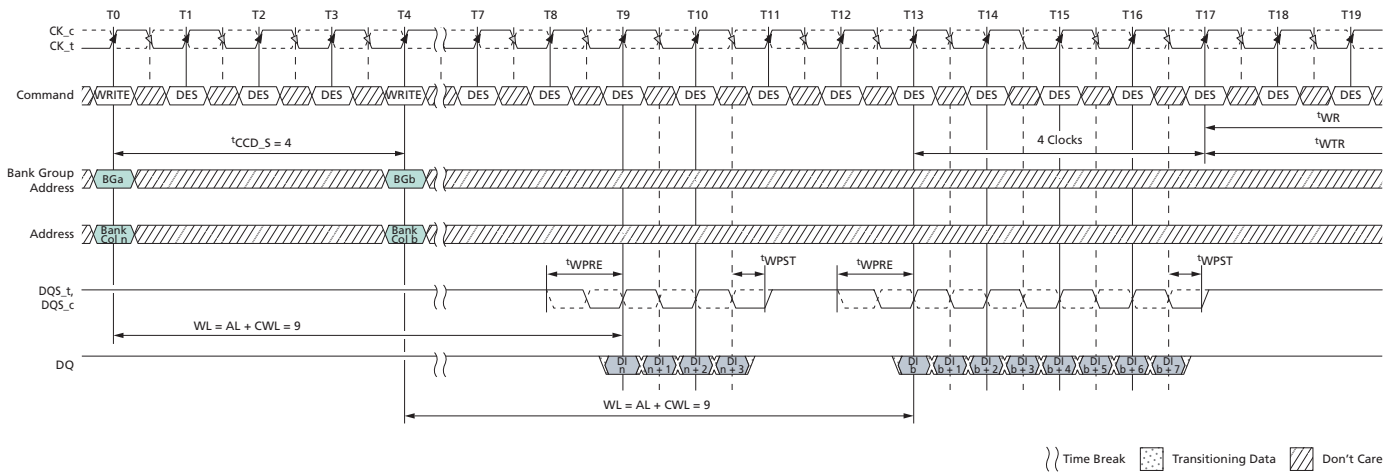 T0 T1 T2 T3 T4 T7 T8 T9 T10 T11 T12 T13 T14 T15 T16 T17 T18 T19
CK_c
CK_t
Command WRITE DES DES DES WRITE DES DES DES DES DES DES DES DES DES DES DES DES DES
tWR
tCCD_S = 4 4 Clocks
tWTR
Bank Group
Address BGa BGb
Address Bank
Col n Bank
Col b
tWPRE tWPST tWPRE tWPST
DQS_t,
DQS_c
WL = AL + CWL = 9
DQ DI
n DI
n + 1 DI
n + 2 DI
n + 3 DI
b DI
b + 1 DI
b + 2 DI
b + 3 DI
b + 4 DI
b + 5 DI
b + 6 DI
b + 7
WL = AL + CWL = 9
Time Break Transitioning Data Don't Care